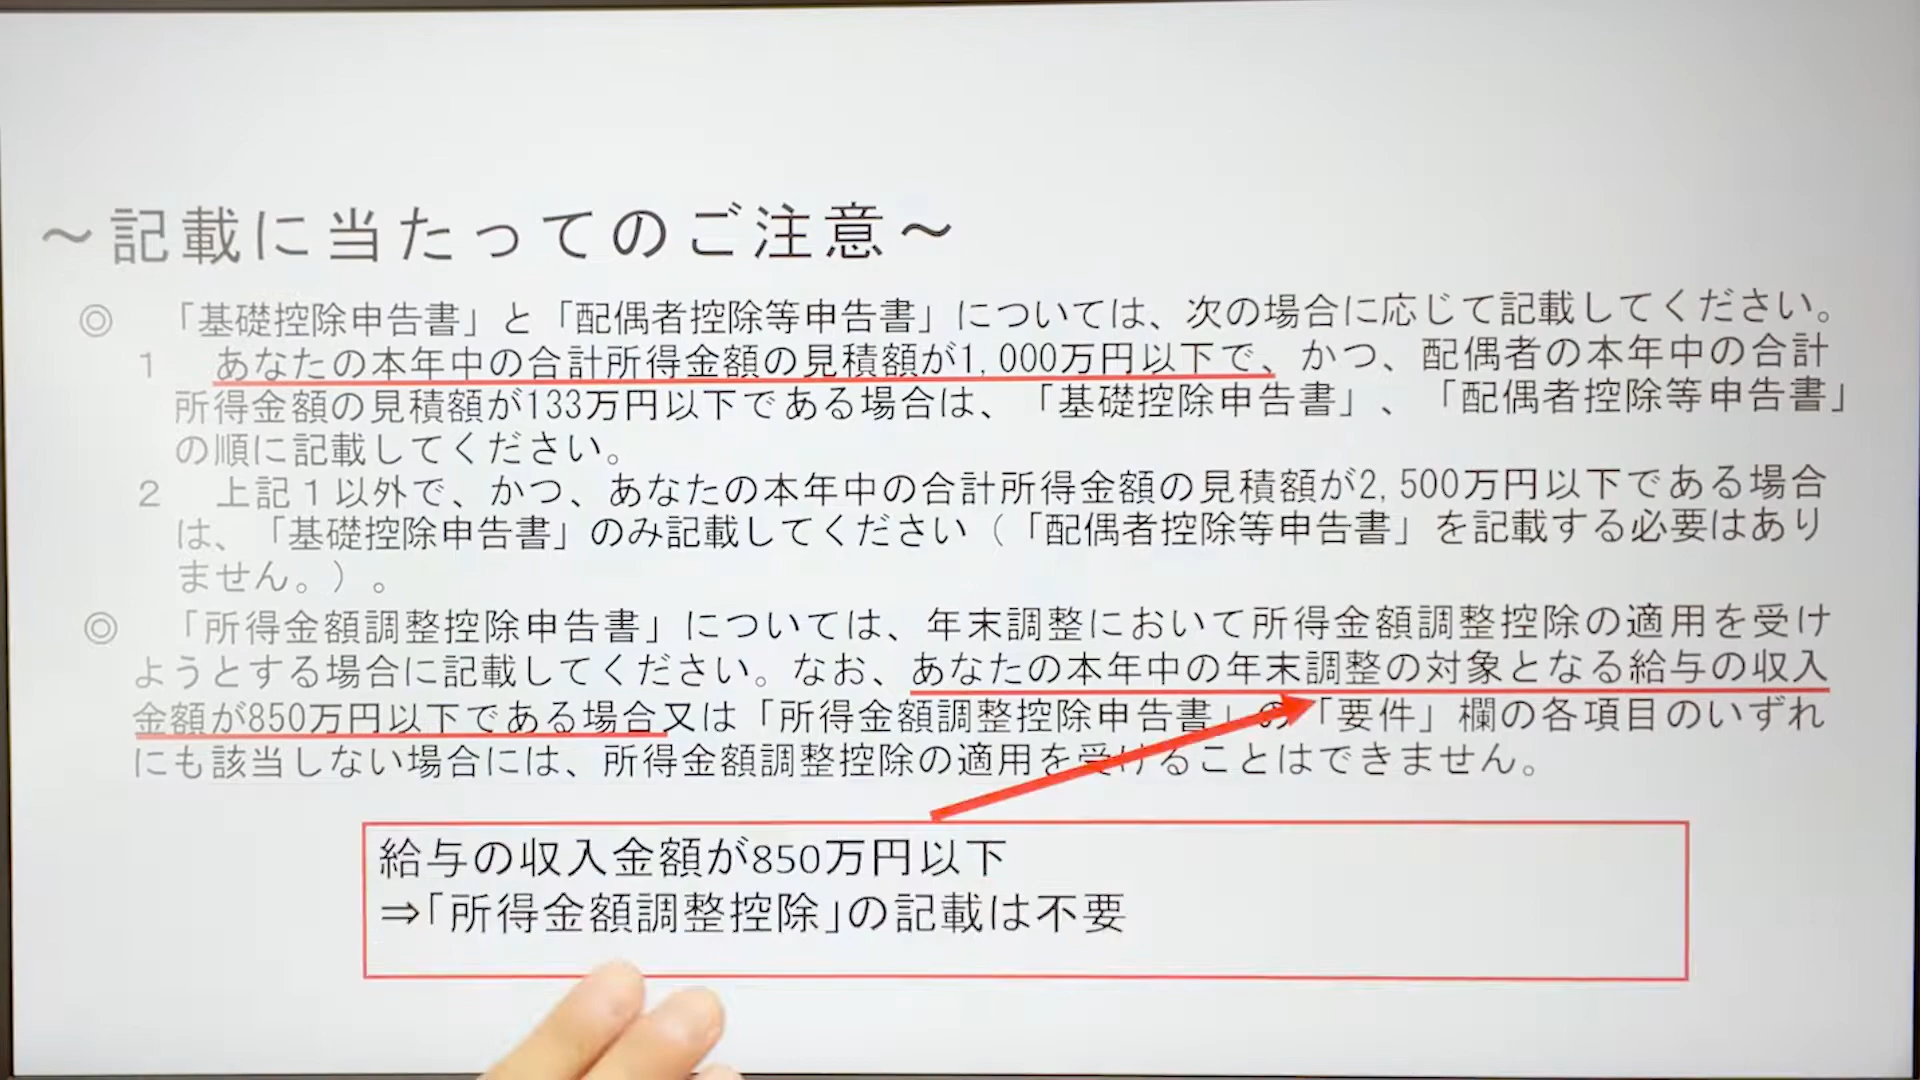 ～記載に当たってのご注意～
◎　「基礎控除申告書」と「配偶者控除等申告書」については、次の場合に応じて記載してください。
１　あなたの本年中の合計所得金額の見積額が1,000万円以下で、かつ、配偶者の本年中の合計
所得金額の見積額が133万円以下である場合は、「基礎控除申告書」、「配偶者控除等申告書」
の順に記載してください。
２　上記１以外で、かつ、あなたの本年中の合計所得金額の見積額が2,500万円以下である場合
は、「基礎控除申告書」のみ記載してください（「配偶者控除等申告書」を記載する必要はあり
ません。）。
◎　「所得金額調整控除申告書」については、年末調整において所得金額調整控除の適用を受け
ようとする場合に記載してください。なお、あなたの本年中の年末調整の対象となる給与の収入
金額が850万円以下である場合又は「所得金額調整控除申告書」の「要件」欄の各項目のいずれ
にも該当しない場合には、所得金額調整控除の適用を受けることはできません。
給与の収入金額が850万円以下
⇒「所得金額調整控除」の記載は不要